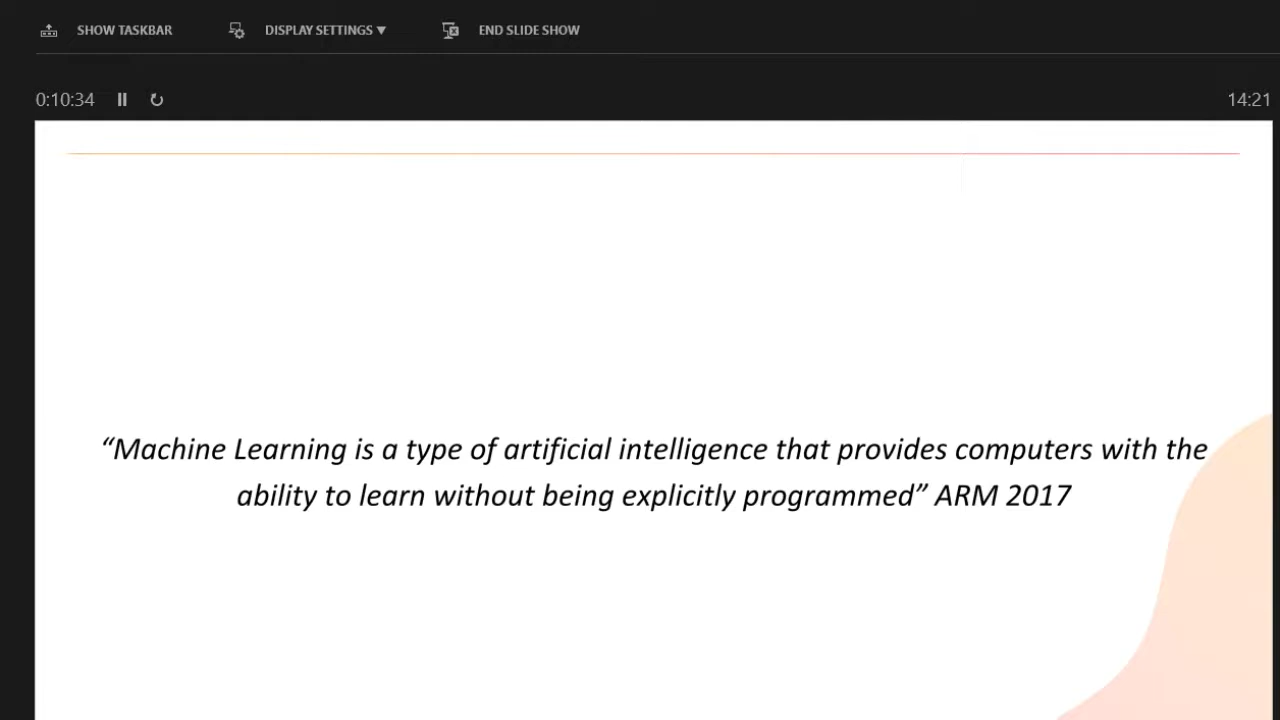 SHOW TASKBAR DISPLAY SETTINGS ▼ END SLIDE SHOW
0:10:34 14:21
“Machine Learning is a type of artificial intelligence that provides computers with the
ability to learn without being explicitly programmed” ARM 2017